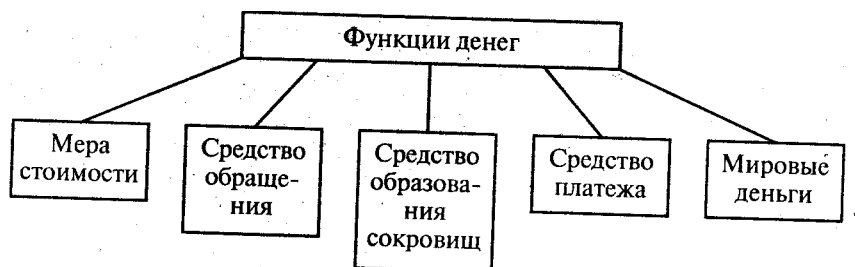 Функции денег
Мера
стоимости
Средство
обраще-
ния
Средство
образова-
ния
сокровищ
Средство
платежа
Мировые
деньги